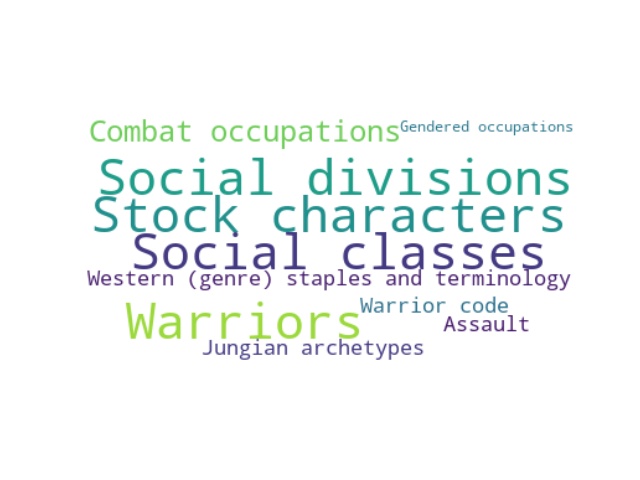 Combat occupations
Gendered occupations
Social divisions
Stock characters
Social classes
Western (genre) staples and terminology
Warriors
Warrior code
Assault
Jungian archetypes